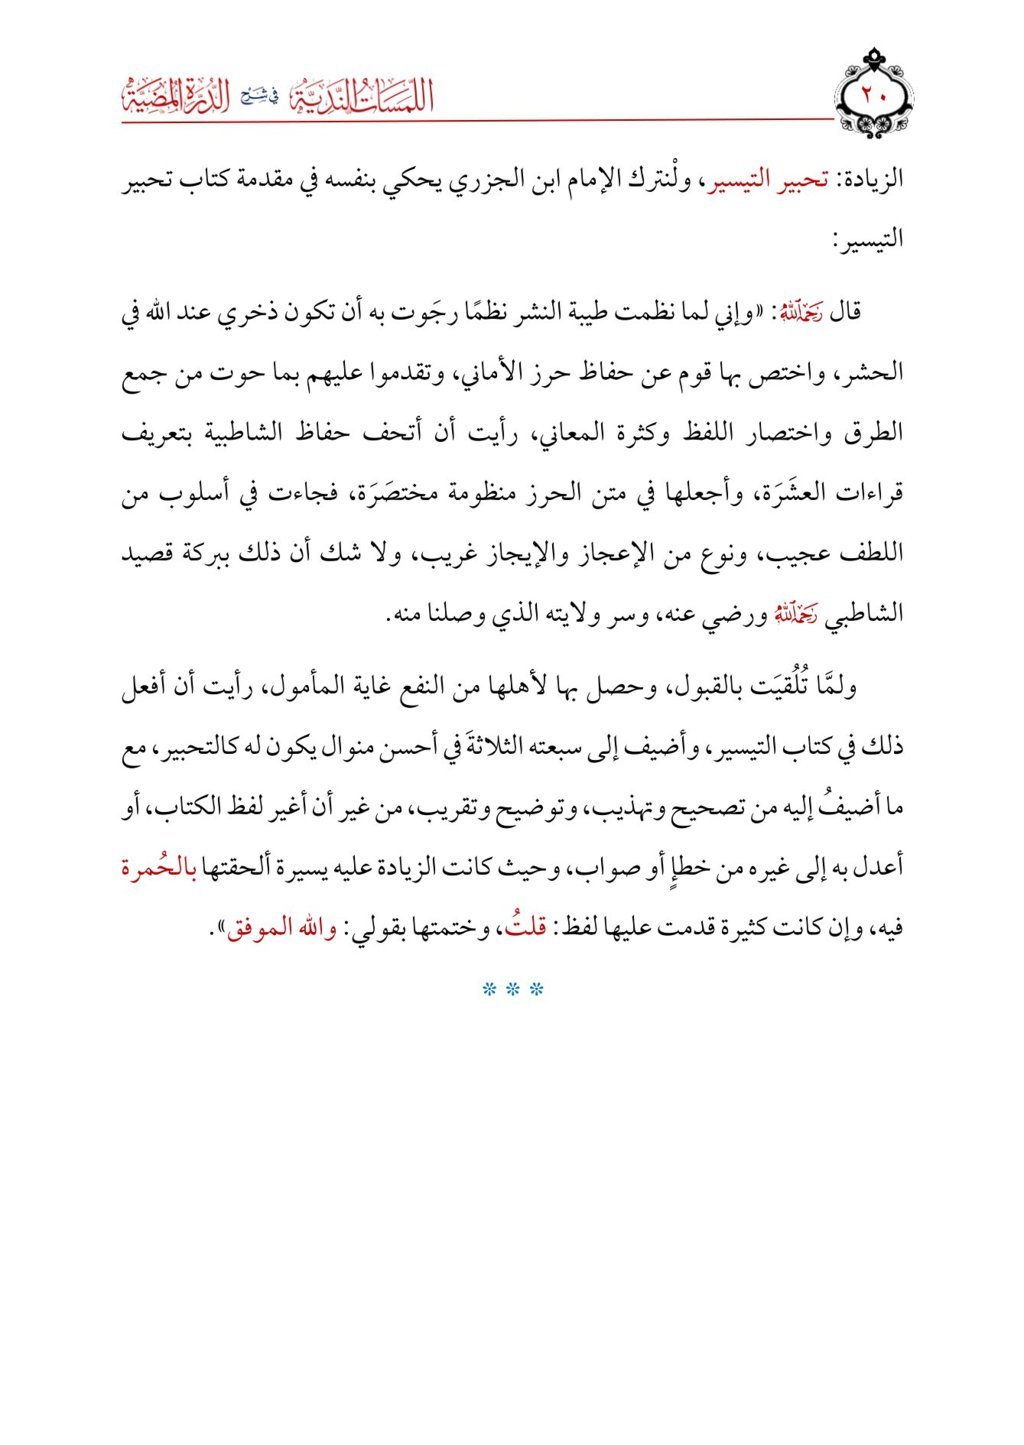 ٢٠
اللمسات الندية في شرح الدرة المضية
الزيادة: تحبير التيسير، ولْنترك الإمام ابن الجزري يحكي بنفسه في مقدمة كتاب تحبير
التيسير:
قال رَحِمَهُ ٱللَّهُ: «وإني لما نظمت طيبة النشر نظمًا رجَوت به أن تكون ذخري عند الله في
الحشر، واختص بها قوم عن حفاظ حرز الأماني، وتقدموا عليهم بما حوت من جمع
الطرق واختصار اللفظ وكثرة المعاني، رأيت أن أتحف حفاظ الشاطبية بتعريف
قراءات العشَرَة، وأجعلها في متن الحرز منظومة مختصَرَة، فجاءت في أسلوب من
اللطف عجيب، ونوع من الإعجاز والإيجاز غريب، ولا شك أن ذلك ببركة قصيد
الشاطبي رَحِمَهُ ٱللَّهُ ورضي عنه، وسر ولايته الذي وصلنا منه.
ولمَّا تُلُقيَت بالقبول، وحصل بها لأهلها من النفع غاية المأمول، رأيت أن أفعل
ذلك في كتاب التيسير، وأضيف إلى سبعته الثلاثةَ في أحسن منوال يكون له كالتحبير، مع
ما أضيفُ إليه من تصحيح وتهذيب، وتوضيح وتقريب، من غير أن أغير لفظ الكتاب، أو
أعدل به إلى غيره من خطإٍ أو صواب، وحيث كانت الزيادة عليه يسيرة ألحقتها بالحُمرة
فيه، وإن كانت كثيرة قدمت عليها لفظ: قلتُ، وختمتها بقولي: والله الموفق».
* * *